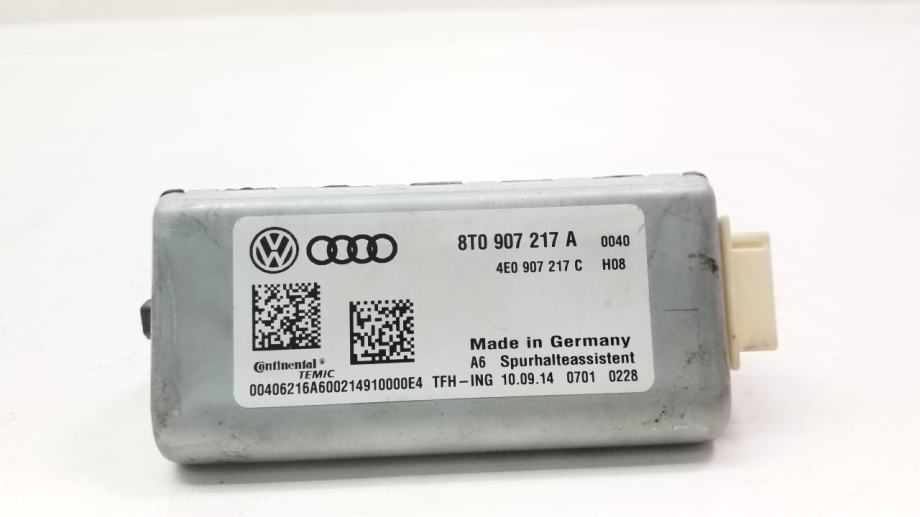 8T0 907 217 A 0040
4E0 907 217 C H08
Made in Germany
A6 Spurhalteassistent
Continental®
TEMIC
00406216A600214910000E4 TFH-ING 10.09.14 0701 0228